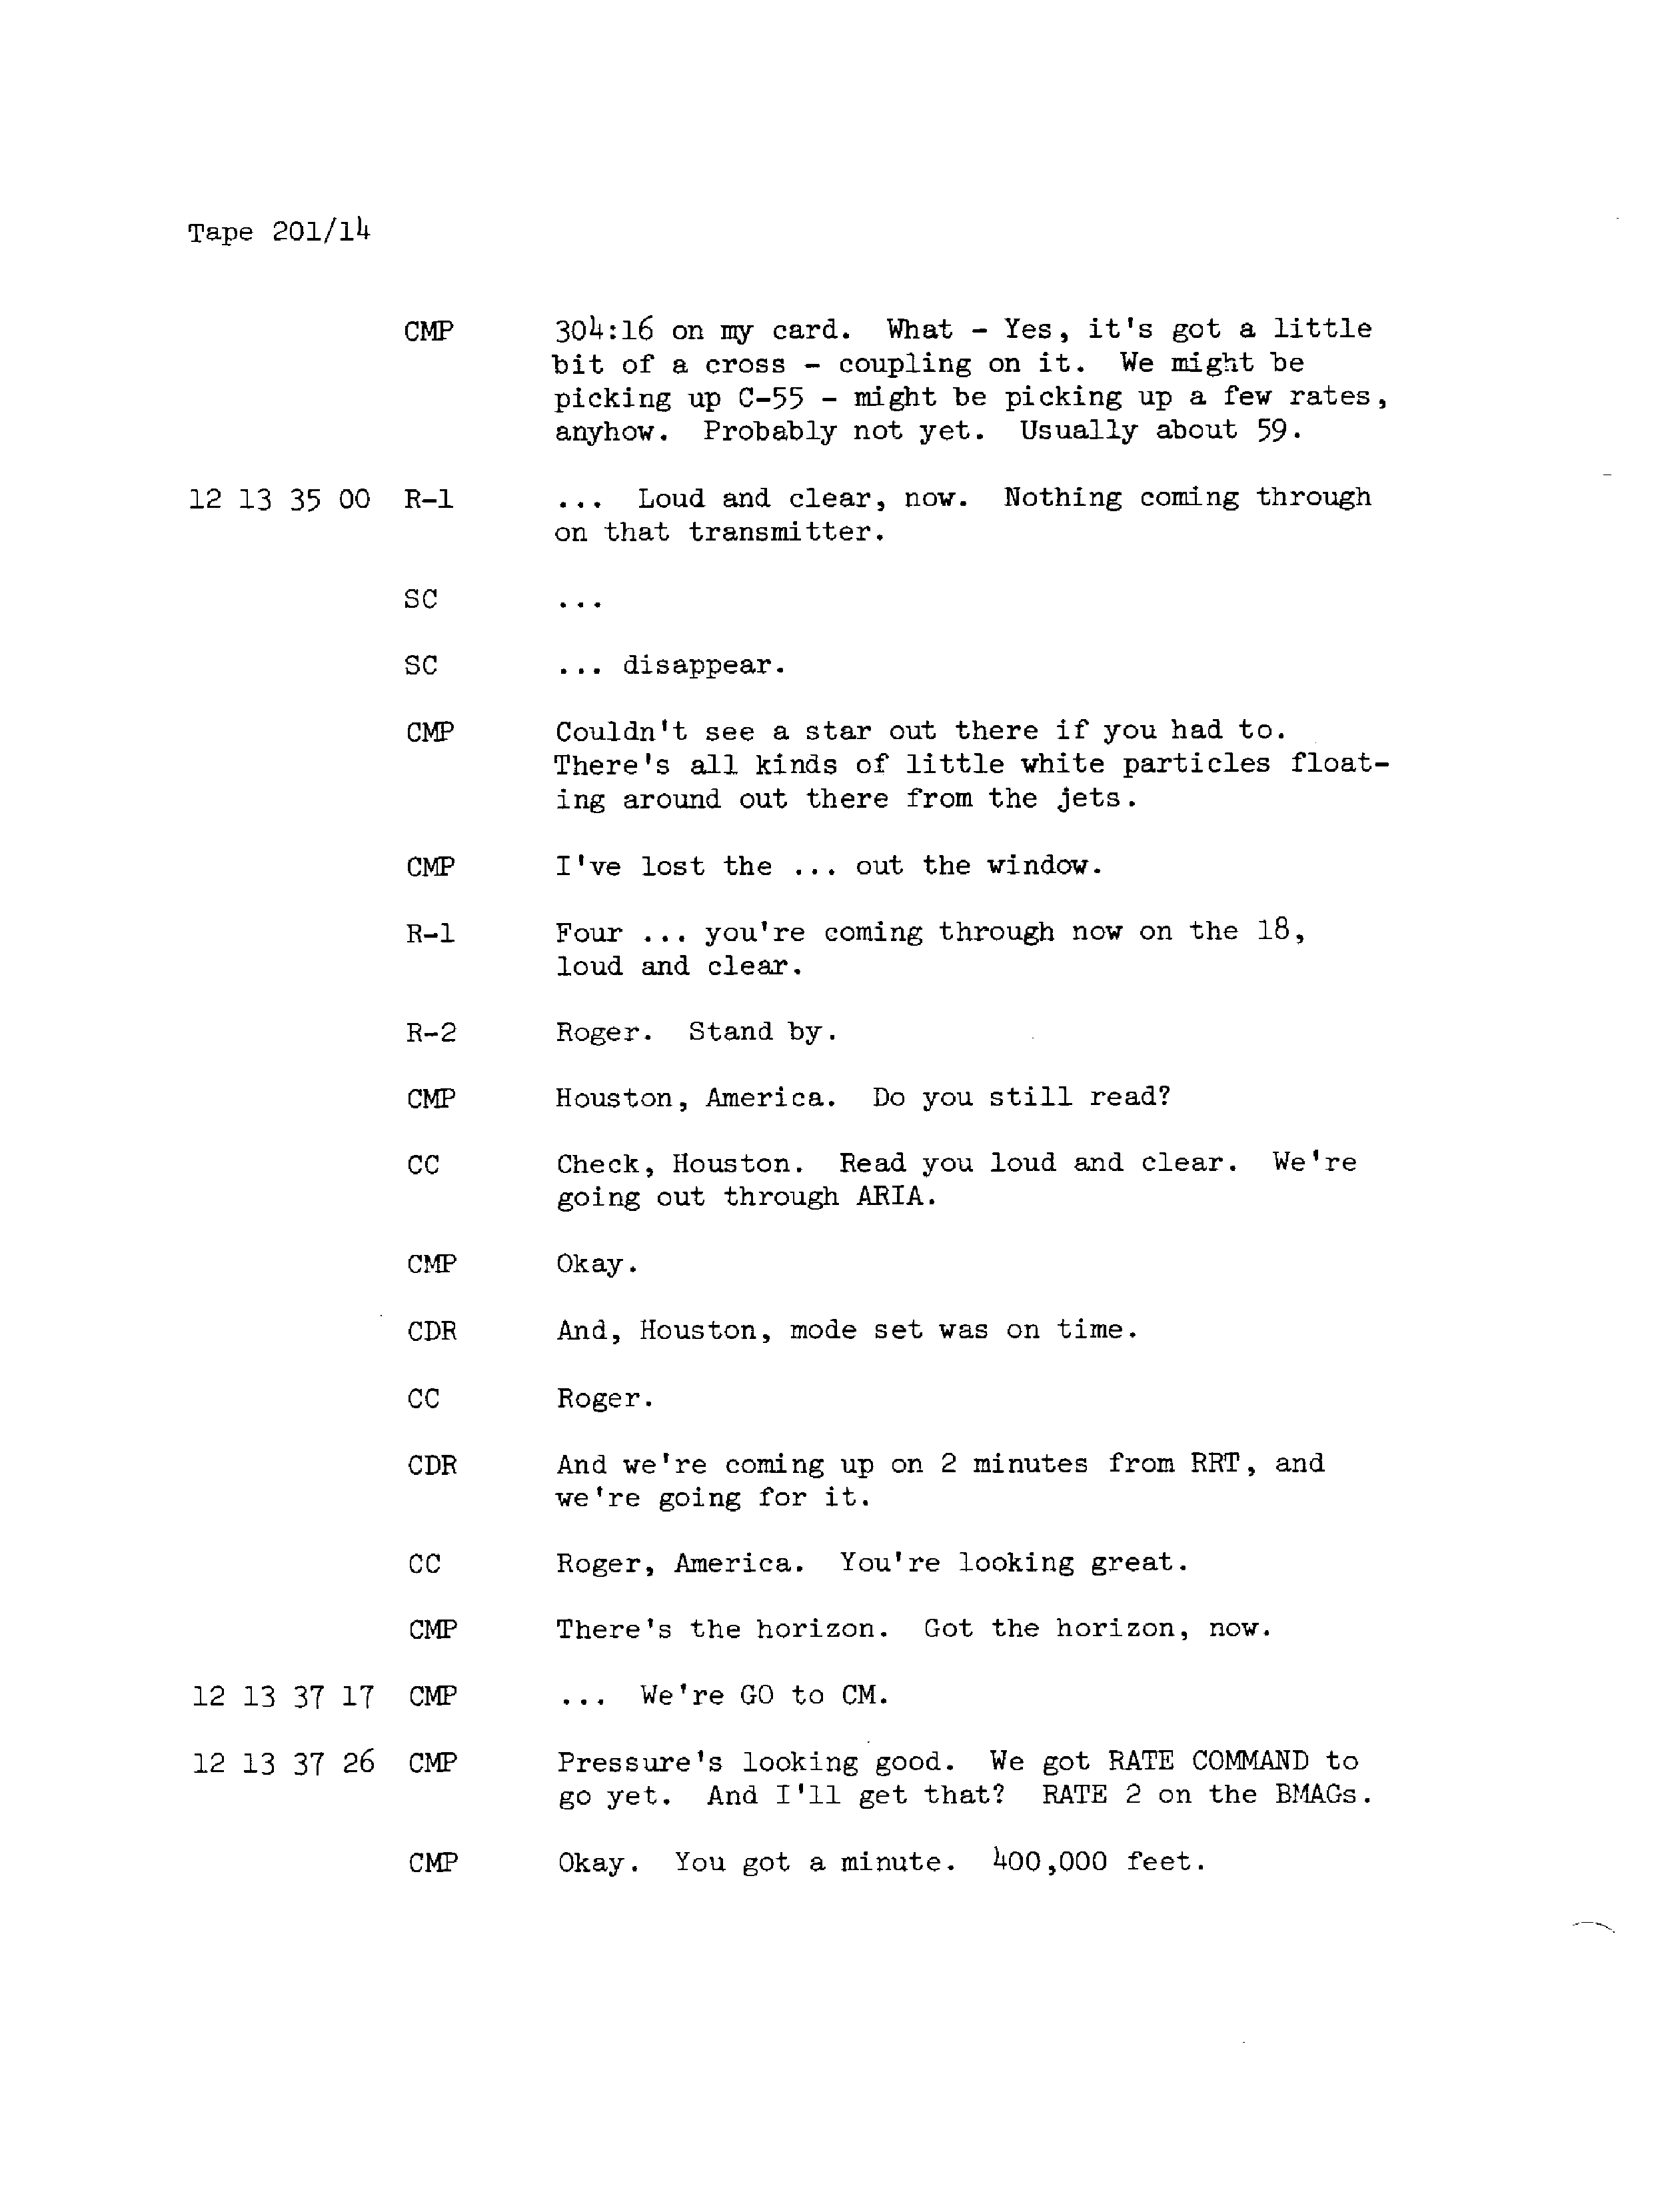 Tape 201/14
CMP 304:16 on my card. What - Yes, it's got a little
bit of a cross - coupling on it. We might be
picking up C-55 - might be picking up a few rates,
anyhow. Probably not yet. Usually about 59.
12 13 35 00 R-1 ... Loud and clear, now. Nothing coming through
on that transmitter.
SC ...
SC ... disappear.
CMP Couldn't see a star out there if you had to.
There's all kinds of little white particles float-
ing around out there from the jets.
CMP I've lost the ... out the window.
R-1 Four ... you're coming through now on the 18,
loud and clear.
R-2 Roger. Stand by.
CMP Houston, America. Do you still read?
CC Check, Houston. Read you loud and clear. We're
going out through ARIA.
CMP Okay.
CDR And, Houston, mode set was on time.
CC Roger.
CDR And we're coming up on 2 minutes from RRT, and
we're going for it.
CC Roger, America. You're looking great.
CMP There's the horizon. Got the horizon, now.
12 13 37 17 CMP ... We're GO to CM.
12 13 37 26 CMP Pressure's looking good. We got RATE COMMAND to
go yet. And I'll get that? RATE 2 on the BMAGs.
CMP Okay. You got a minute. 400,000 feet.